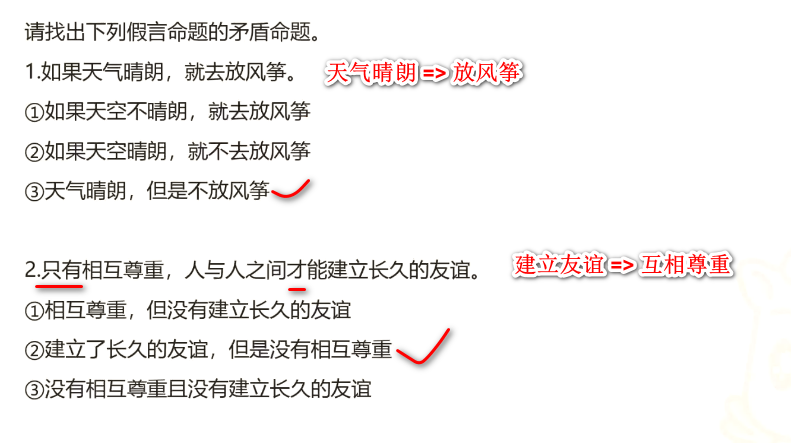 请找出下列假言命题的矛盾命题。
1.如果天气晴朗，就去放风筝。 天气晴朗 => 放风筝
①如果天空不晴朗，就去放风筝
②如果天空晴朗，就不去放风筝
③天气晴朗，但是不放风筝
2.只有相互尊重，人与人之间才能建立长久的友谊。 建立友谊 => 互相尊重
①相互尊重，但没有建立长久的友谊
②建立了长久的友谊，但是没有相互尊重
③没有相互尊重且没有建立长久的友谊